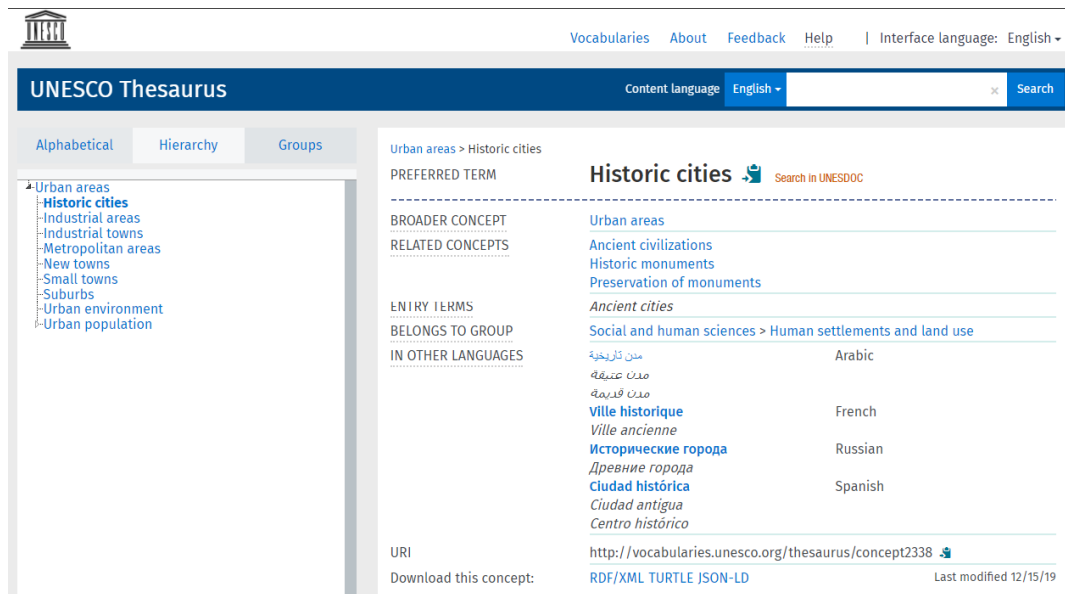 UNESCO
Vocabularies About Feedback Help | Interface language: English
UNESCO Thesaurus
Content language English × Search
Alphabetical Hierarchy Groups
Urban areas
Historic cities
Industrial areas
Industrial towns
Metropolitan areas
New towns
Small towns
Suburbs
Urban environment
Urban population
Urban areas > Historic cities
PREFERRED TERM Historic cities Search in UNESDOC
BROADER CONCEPT Urban areas
RELATED CONCEPTS Ancient civilizations
Historic monuments
Preservation of monuments
ENTRY TERMS Ancient cities
BELONGS TO GROUP Social and human sciences > Human settlements and land use
IN OTHER LANGUAGES مدن تأريخية Arabic
مدن عتيقة
مدن قديمة
Ville historique French
Ville ancienne
Исторические города Russian
Древние города
Ciudad histórica Spanish
Ciudad antigua
Centro histórico
URI http://vocabularies.unesco.org/thesaurus/concept2338
Download this concept: RDF/XML TURTLE JSON-LD Last modified 12/15/19